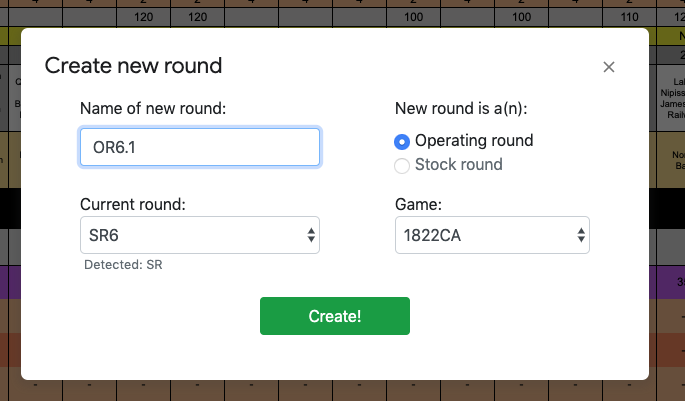 120 120 100 100 110
Create new round
×
Name of new round:
OR6.1
New round is a(n):
Operating round
Stock round
Current round:
SR6
Detected: SR
Game:
1822CA
Create!